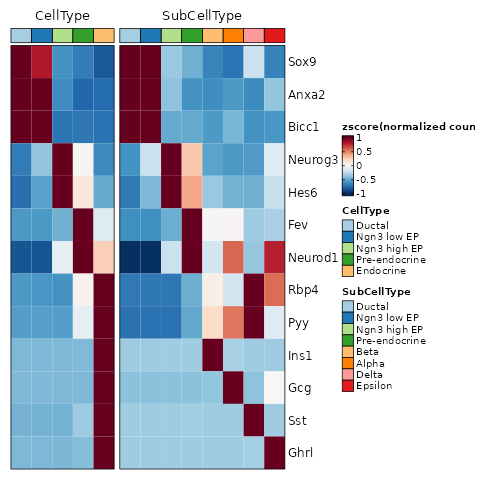 CellType SubCellType
Sox9
Anxa2
Bicc1
Neurog3
Hes6
Fev
Neurod1
Rbp4
Pyy
Ins1
Gcg
Sst
Ghrl
zscore(normalized coun
1
0.5
0
-0.5
-1
CellType
Ductal
Ngn3 low EP
Ngn3 high EP
Pre-endocrine
Endocrine
SubCellType
Ductal
Ngn3 low EP
Ngn3 high EP
Pre-endocrine
Beta
Alpha
Delta
Epsilon